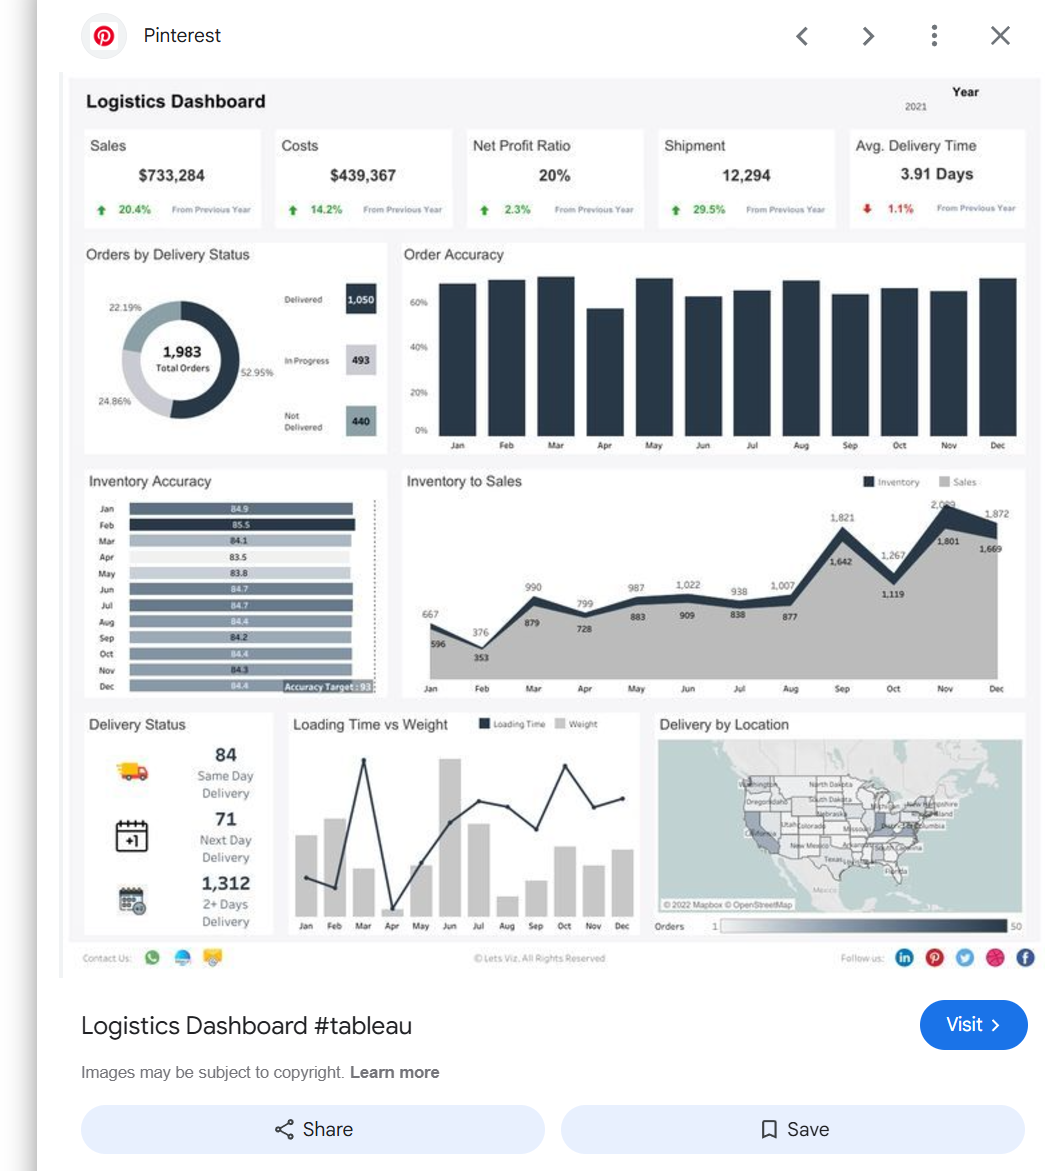 Pinterest
Logistics Dashboard
Year
2021
Sales
$733,284
20.4% From Previous Year
Costs
$439,367
14.2% From Previous Year
Net Profit Ratio
20%
2.3% From Previous Year
Shipment
12,294
29.5% From Previous Year
Avg. Delivery Time
3.91 Days
1.1% From Previous Year
Orders by Delivery Status
22.19%
1,983
Total Orders
52.95%
24.86%
Delivered 1,050
In Progress 493
Not
Delivered
440
Order Accuracy
60%
40%
20%
0%
Jan Feb Mar Apr May Jun Jul Aug Sep Oct Nov Dec
Inventory Accuracy
Jan 84.9
Feb 85.5
Mar 84.1
Apr 83.5
May 83.8
Jun 84.7
Jul 84.7
Aug 84.4
Sep 84.2
Oct 84.4
Nov 84.3
Dec 84.4 Accuracy Target: 93
Inventory to Sales
Inventory Sales
667 376 990 799 987 1,022 938 1,007 1,821 1,267 1,872
596 353 879 728 883 909 838 877 1,642 1,119 1,801 1,669
Jan Feb Mar Apr May Jun Jul Aug Sep Oct Nov Dec
Delivery Status
84
Same Day
Delivery
+1
71
Next Day
Delivery
1,312
2+ Days
Delivery
Loading Time vs Weight
Loading Time Weight
Jan Feb Mar Apr May Jun Jul Aug Sep Oct Nov Dec
Delivery by Location
Washington
North Dakota
South Dakota
Nebraska
Michigan
New Hampshire
Utah
Colorado
Missouri
California
New Mexico
Arkansas
South Carolina
Texas
Florida
Mexico
© 2022 Mapbox © OpenStreetMap
Orders 1 50
Contact Us:
© Lets Viz. All Rights Reserved
Follow us:
Logistics Dashboard #tableau
Visit
Images may be subject to copyright. Learn more
Share
Save